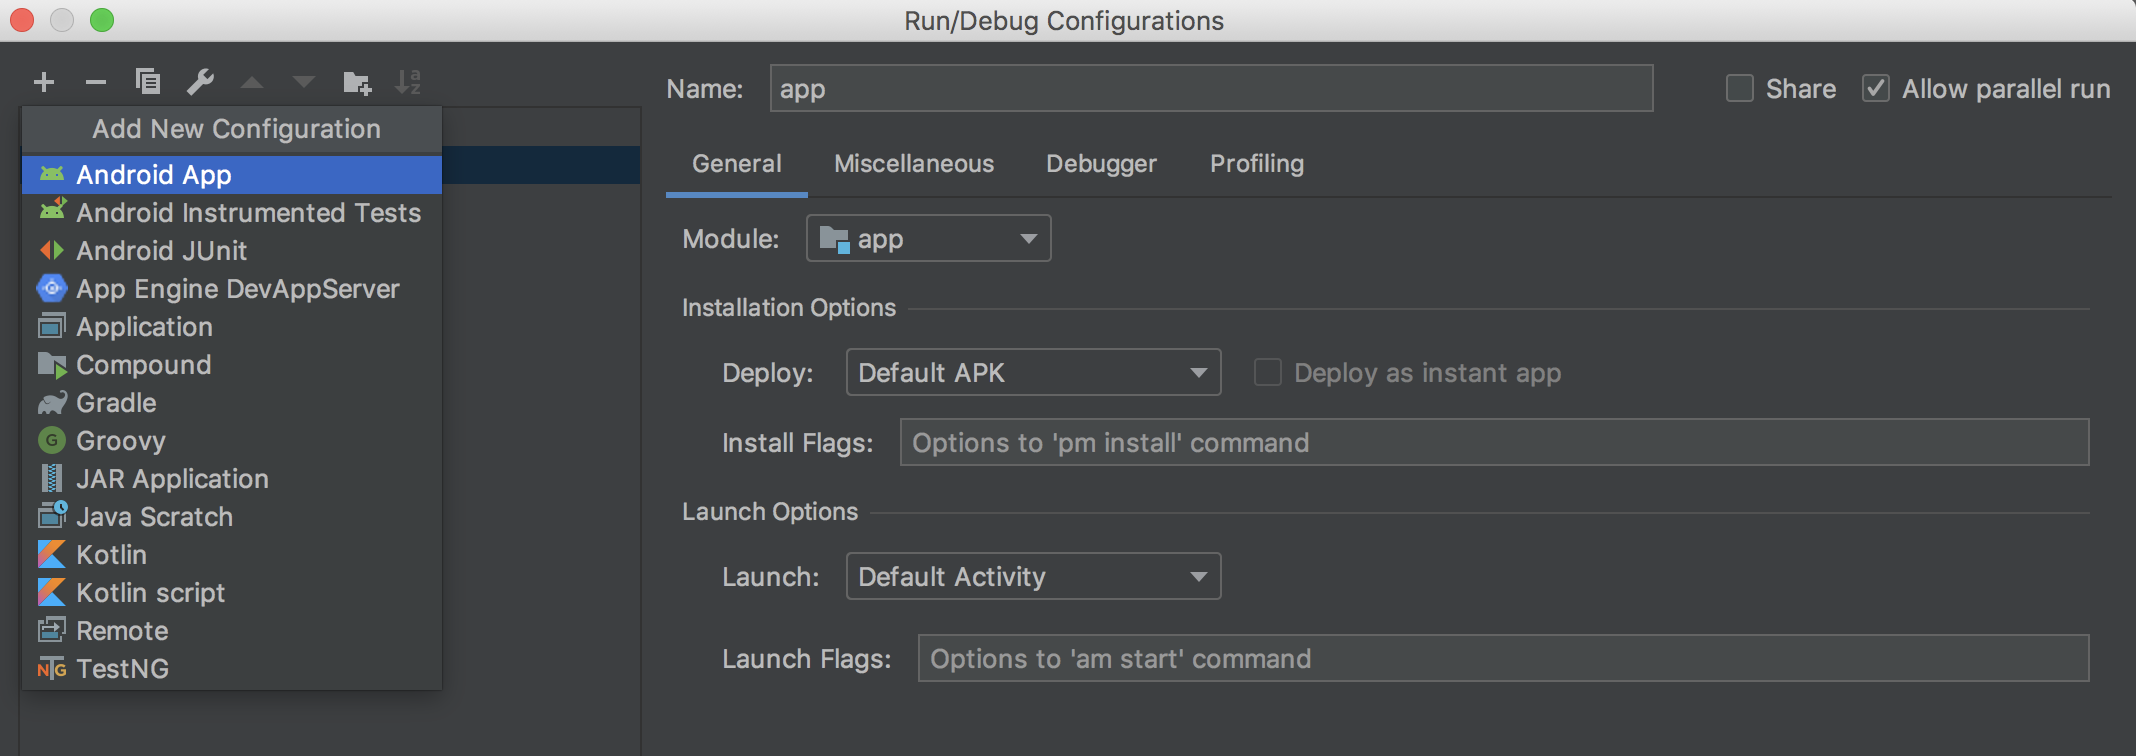 Run/Debug Configurations
Name: app Share Allow parallel run
Add New Configuration
Android App
Android Instrumented Tests
Android JUnit
App Engine DevAppServer
Application
Compound
Gradle
G Groovy
JAR Application
Java Scratch
Kotlin
Kotlin script
Remote
NTG TestNG
General Miscellaneous Debugger Profiling
Module: app
Installation Options
Deploy: Default APK Deploy as instant app
Install Flags: Options to 'pm install' command
Launch Options
Launch: Default Activity
Launch Flags: Options to 'am start' command